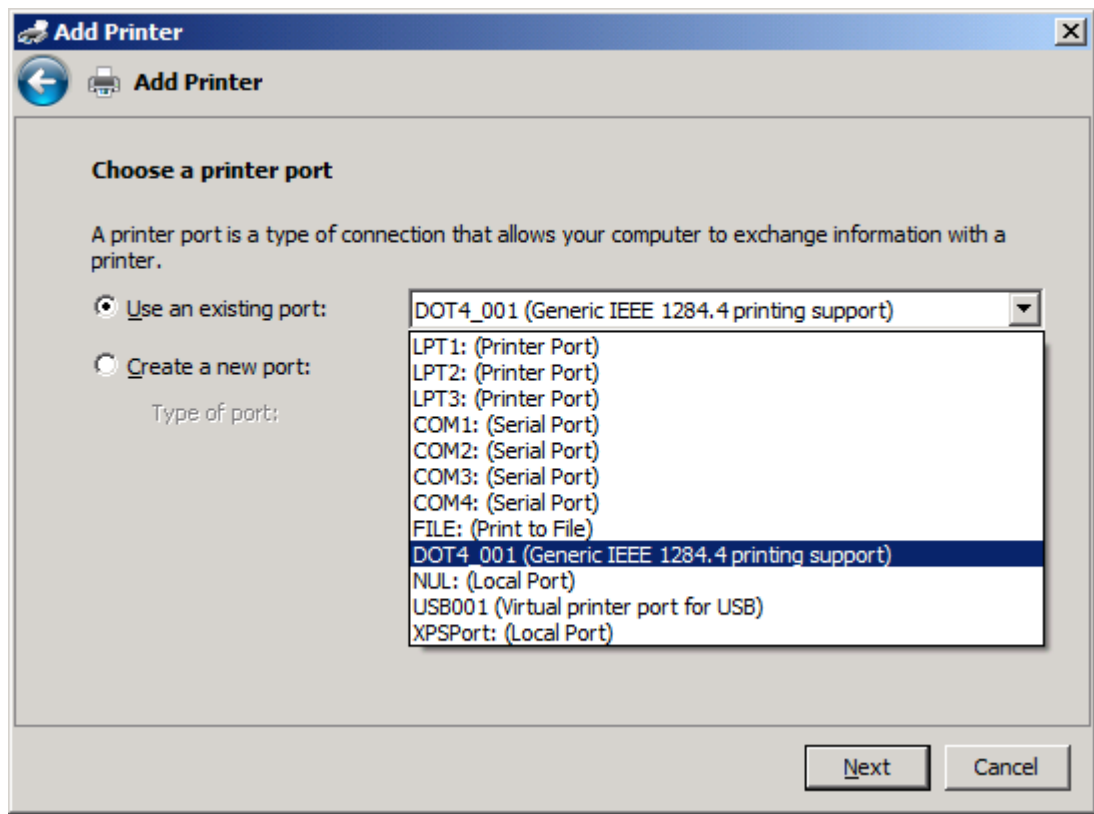 Add Printer
Add Printer
Choose a printer port
A printer port is a type of connection that allows your computer to exchange information with a
printer.
Use an existing port:
DOT4_001 (Generic IEEE 1284.4 printing support)
LPT1: (Printer Port)
LPT2: (Printer Port)
LPT3: (Printer Port)
COM1: (Serial Port)
COM2: (Serial Port)
COM3: (Serial Port)
COM4: (Serial Port)
FILE: (Print to File)
DOT4_001 (Generic IEEE 1284.4 printing support)
NUL: (Local Port)
USB001 (Virtual printer port for USB)
XPSPort: (Local Port)
Create a new port:
Type of port:
Next
Cancel